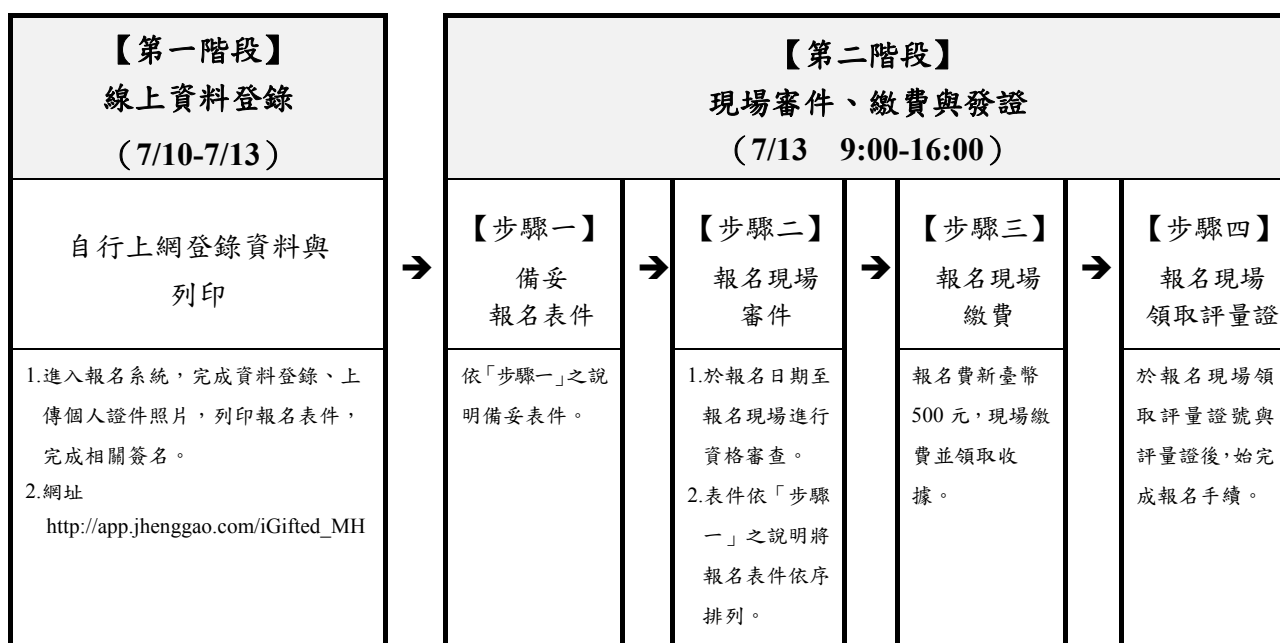 【第一階段】
線上資料登錄
（7/10-7/13）
自行上網登錄資料與
列印
1.進入報名系統，完成資料登錄、上
傳個人證件照片，列印報名表件，
完成相關簽名。
2.網址
http://app.jhenggao.com/iGifted_MH
➔
【第二階段】
現場審件、繳費與發證
（7/13 9:00-16:00）
【步驟一】
備妥
報名表件
依「步驟一」之說
明備妥表件。
➔
【步驟二】
報名現場
審件
1.於報名日期至
報名現場進行
資格審查。
2.表件依「步驟
一」之說明將
報名表件依序
排列。
➔
【步驟三】
報名現場
繳費
報名費新臺幣
500 元，現場繳
費並領取收
據。
➔
【步驟四】
報名現場
領取評量證
於報名現場領
取評量證號與
評量證後，始完
成報名手續。